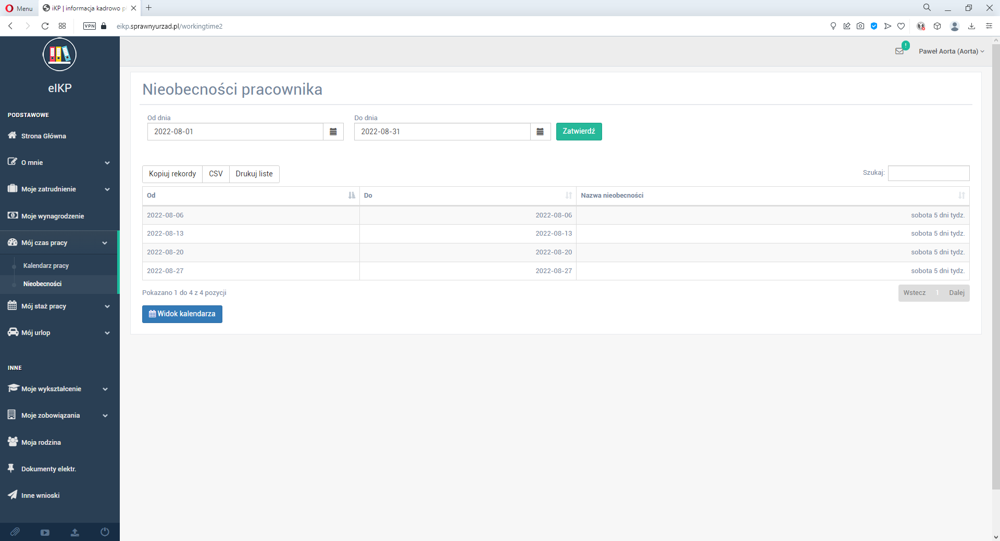 Menu
iKP | informacja kadrowo p
VPN
eikp.sprawnyurzad.pl/workingtime2
eIKP
!
Paweł Aorta (Aorta)
PODSTAWOWE
Strona Główna
O mnie
Moje zatrudnienie
Moje wynagrodzenie
Mój czas pracy
Kalendarz pracy
Nieobecności
Mój staż pracy
Mój urlop
INNE
Moje wykształcenie
Moje zobowiązania
Moja rodzina
Dokumenty elektr.
Inne wnioski
Nieobecności pracownika
Od dnia
Do dnia
2022-08-01
2022-08-31
Zatwierdź
Kopiuj rekordy
CSV
Drukuj liste
Szukaj:
Od
Do
Nazwa nieobecności
2022-08-06 2022-08-06 sobota 5 dni tydz.
2022-08-13 2022-08-13 sobota 5 dni tydz.
2022-08-20 2022-08-20 sobota 5 dni tydz.
2022-08-27 2022-08-27 sobota 5 dni tydz.
Pokazano 1 do 4 z 4 pozycji
Wstecz 1 Dalej
Widok kalendarza